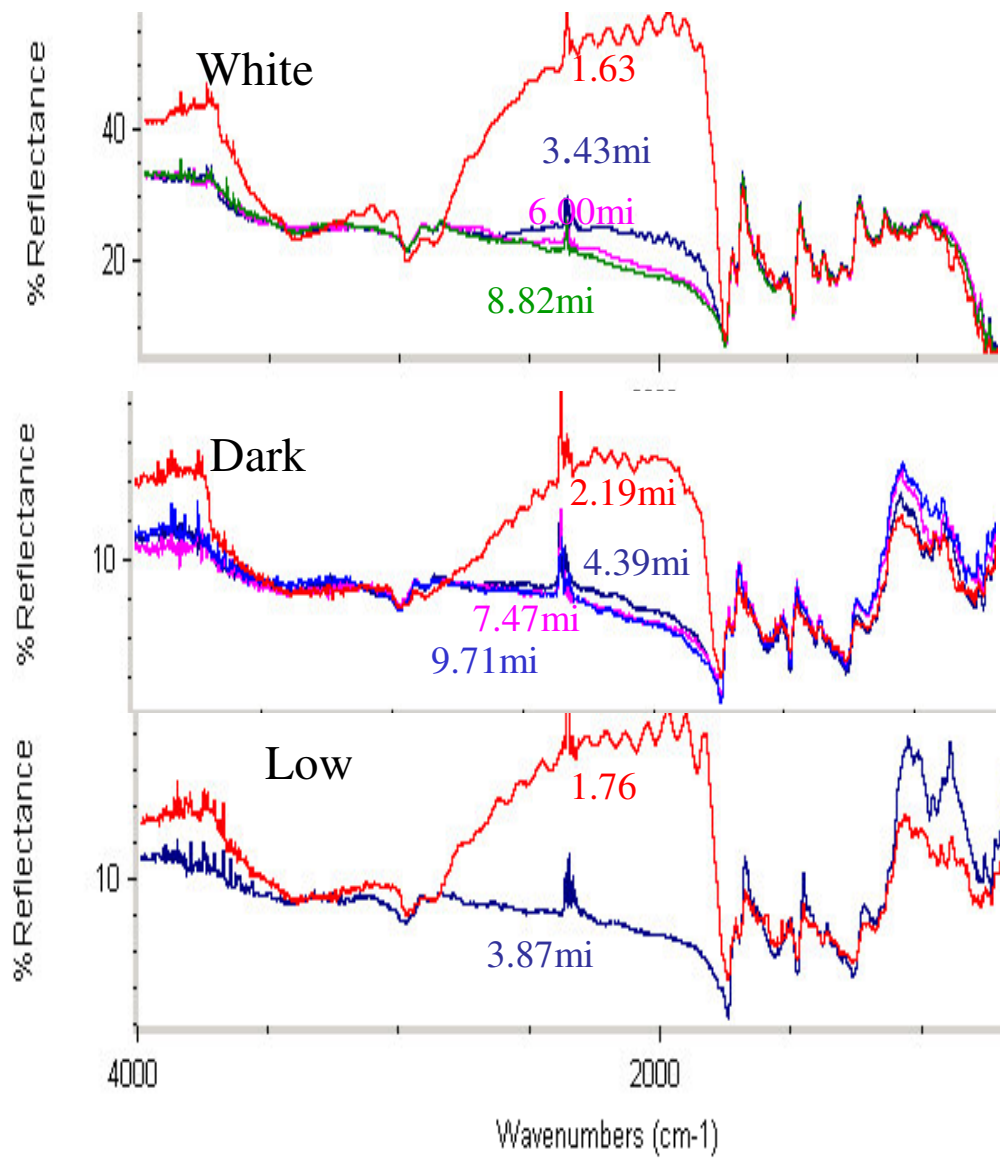 % Reflectance
White
1.63
40
3.43mi
6.00mi
20
8.82mi
% Reflectance
Dark
2.19mi
10
4.39mi
7.47mi
9.71mi
% Reflectance
Low
1.76
10
3.87mi
4000
2000
Wavenumbers (cm-1)